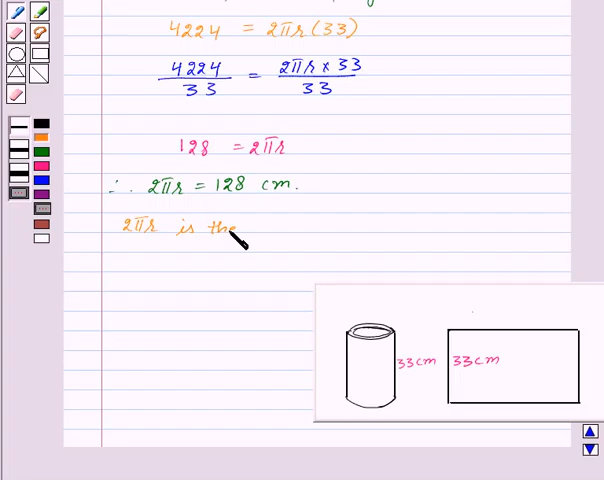 4224 = 2πr(33)
4224/33 = 2πr × 33/33
128 = 2πr
∴ 2πr = 128 cm.
2πr is the
33cm 33cm